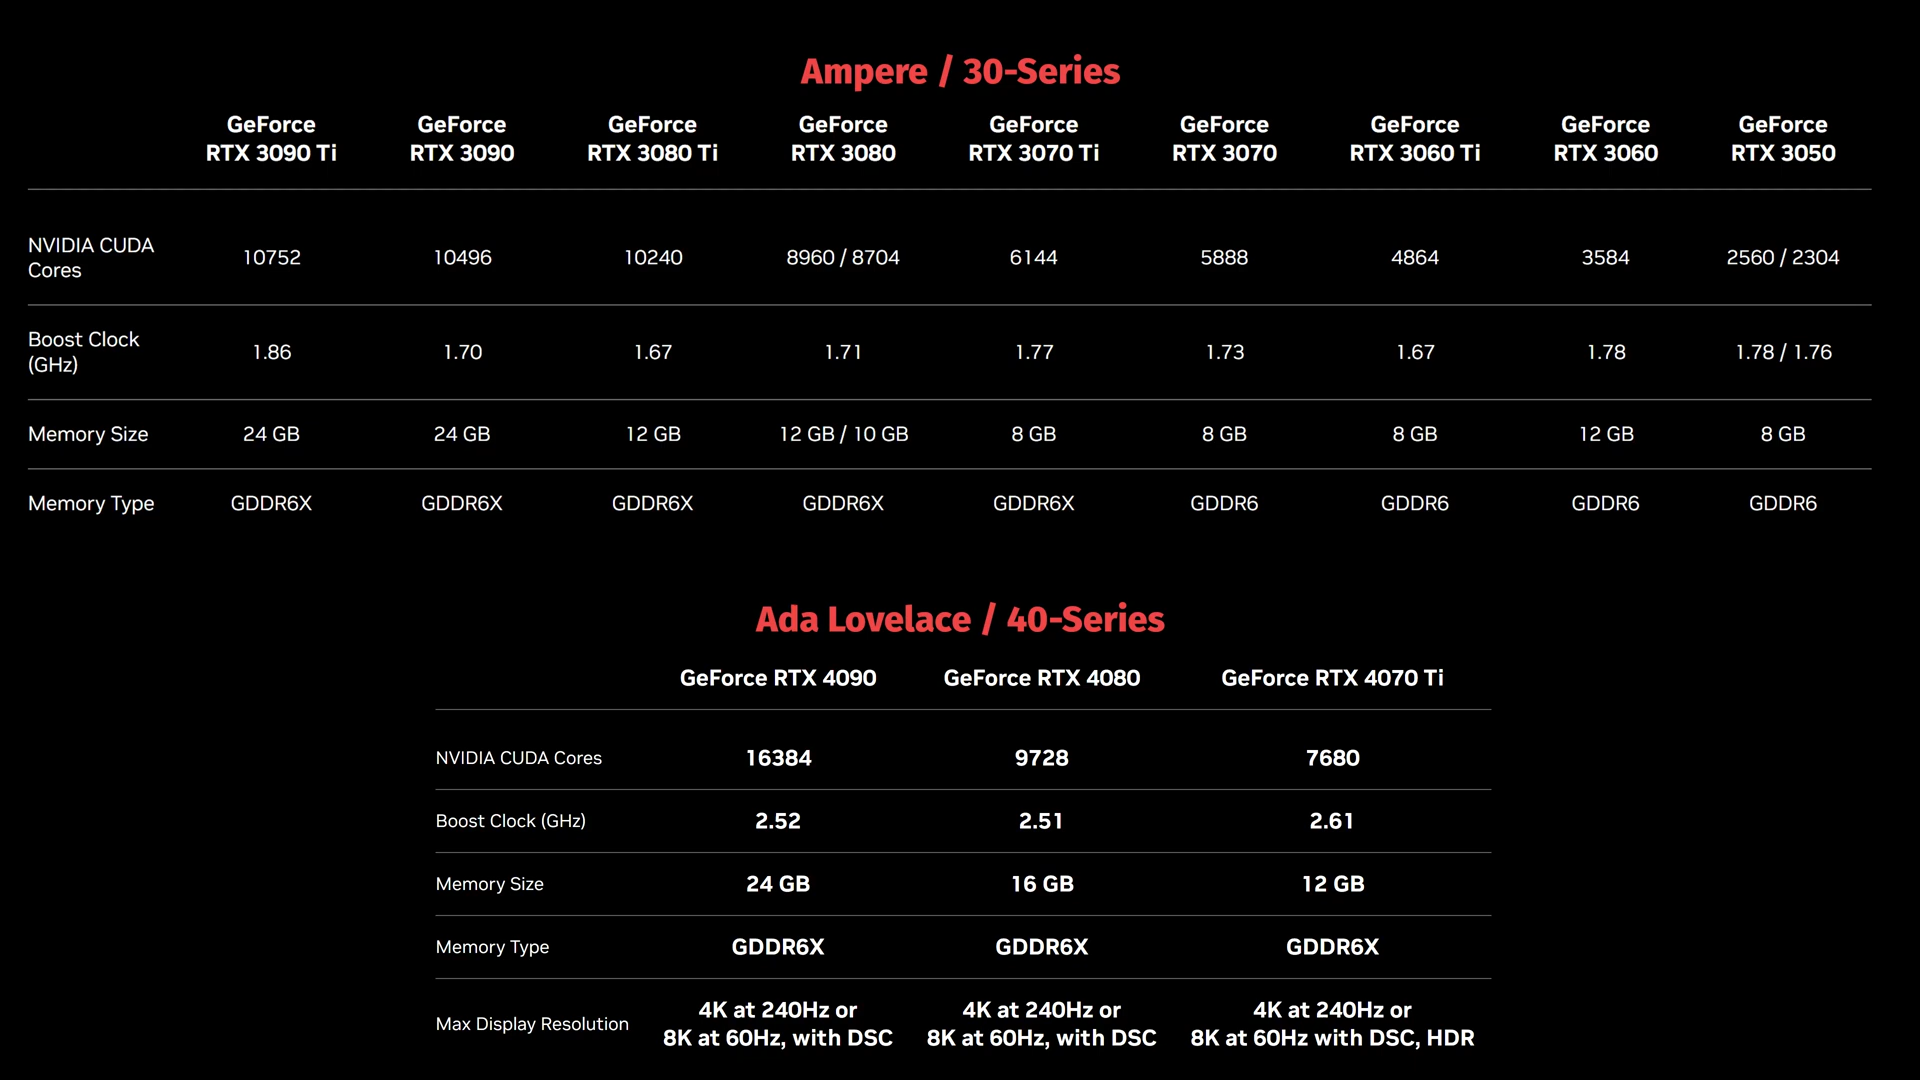 Ampere / 30-Series
GeForce RTX 3090 Ti GeForce RTX 3090 GeForce RTX 3080 Ti GeForce RTX 3080 GeForce RTX 3070 Ti GeForce RTX 3070 GeForce RTX 3060 Ti GeForce RTX 3060 GeForce RTX 3050
NVIDIA CUDA Cores 10752 10496 10240 8960 / 8704 6144 5888 4864 3584 2560 / 2304
Boost Clock (GHz) 1.86 1.70 1.67 1.71 1.77 1.73 1.67 1.78 1.78 / 1.76
Memory Size 24 GB 24 GB 12 GB 12 GB / 10 GB 8 GB 8 GB 8 GB 12 GB 8 GB
Memory Type GDDR6X GDDR6X GDDR6X GDDR6X GDDR6X GDDR6 GDDR6 GDDR6 GDDR6
Ada Lovelace / 40-Series
GeForce RTX 4090 GeForce RTX 4080 GeForce RTX 4070 Ti
NVIDIA CUDA Cores 16384 9728 7680
Boost Clock (GHz) 2.52 2.51 2.61
Memory Size 24 GB 16 GB 12 GB
Memory Type GDDR6X GDDR6X GDDR6X
Max Display Resolution 4K at 240Hz or 8K at 60Hz, with DSC 4K at 240Hz or 8K at 60Hz, with DSC 4K at 240Hz or 8K at 60Hz with DSC, HDR